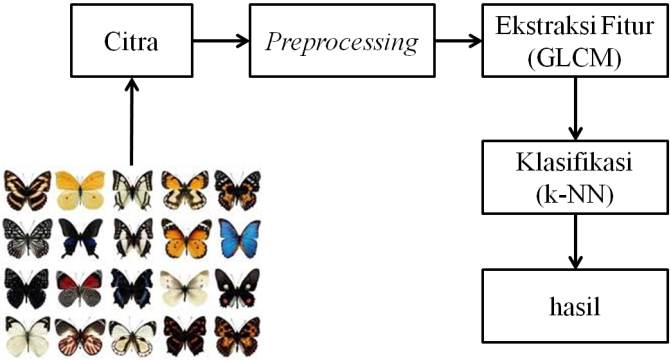 Citra
Preprocessing
Ekstraksi Fitur
(GLCM)
Klasifikasi
(k-NN)
hasil